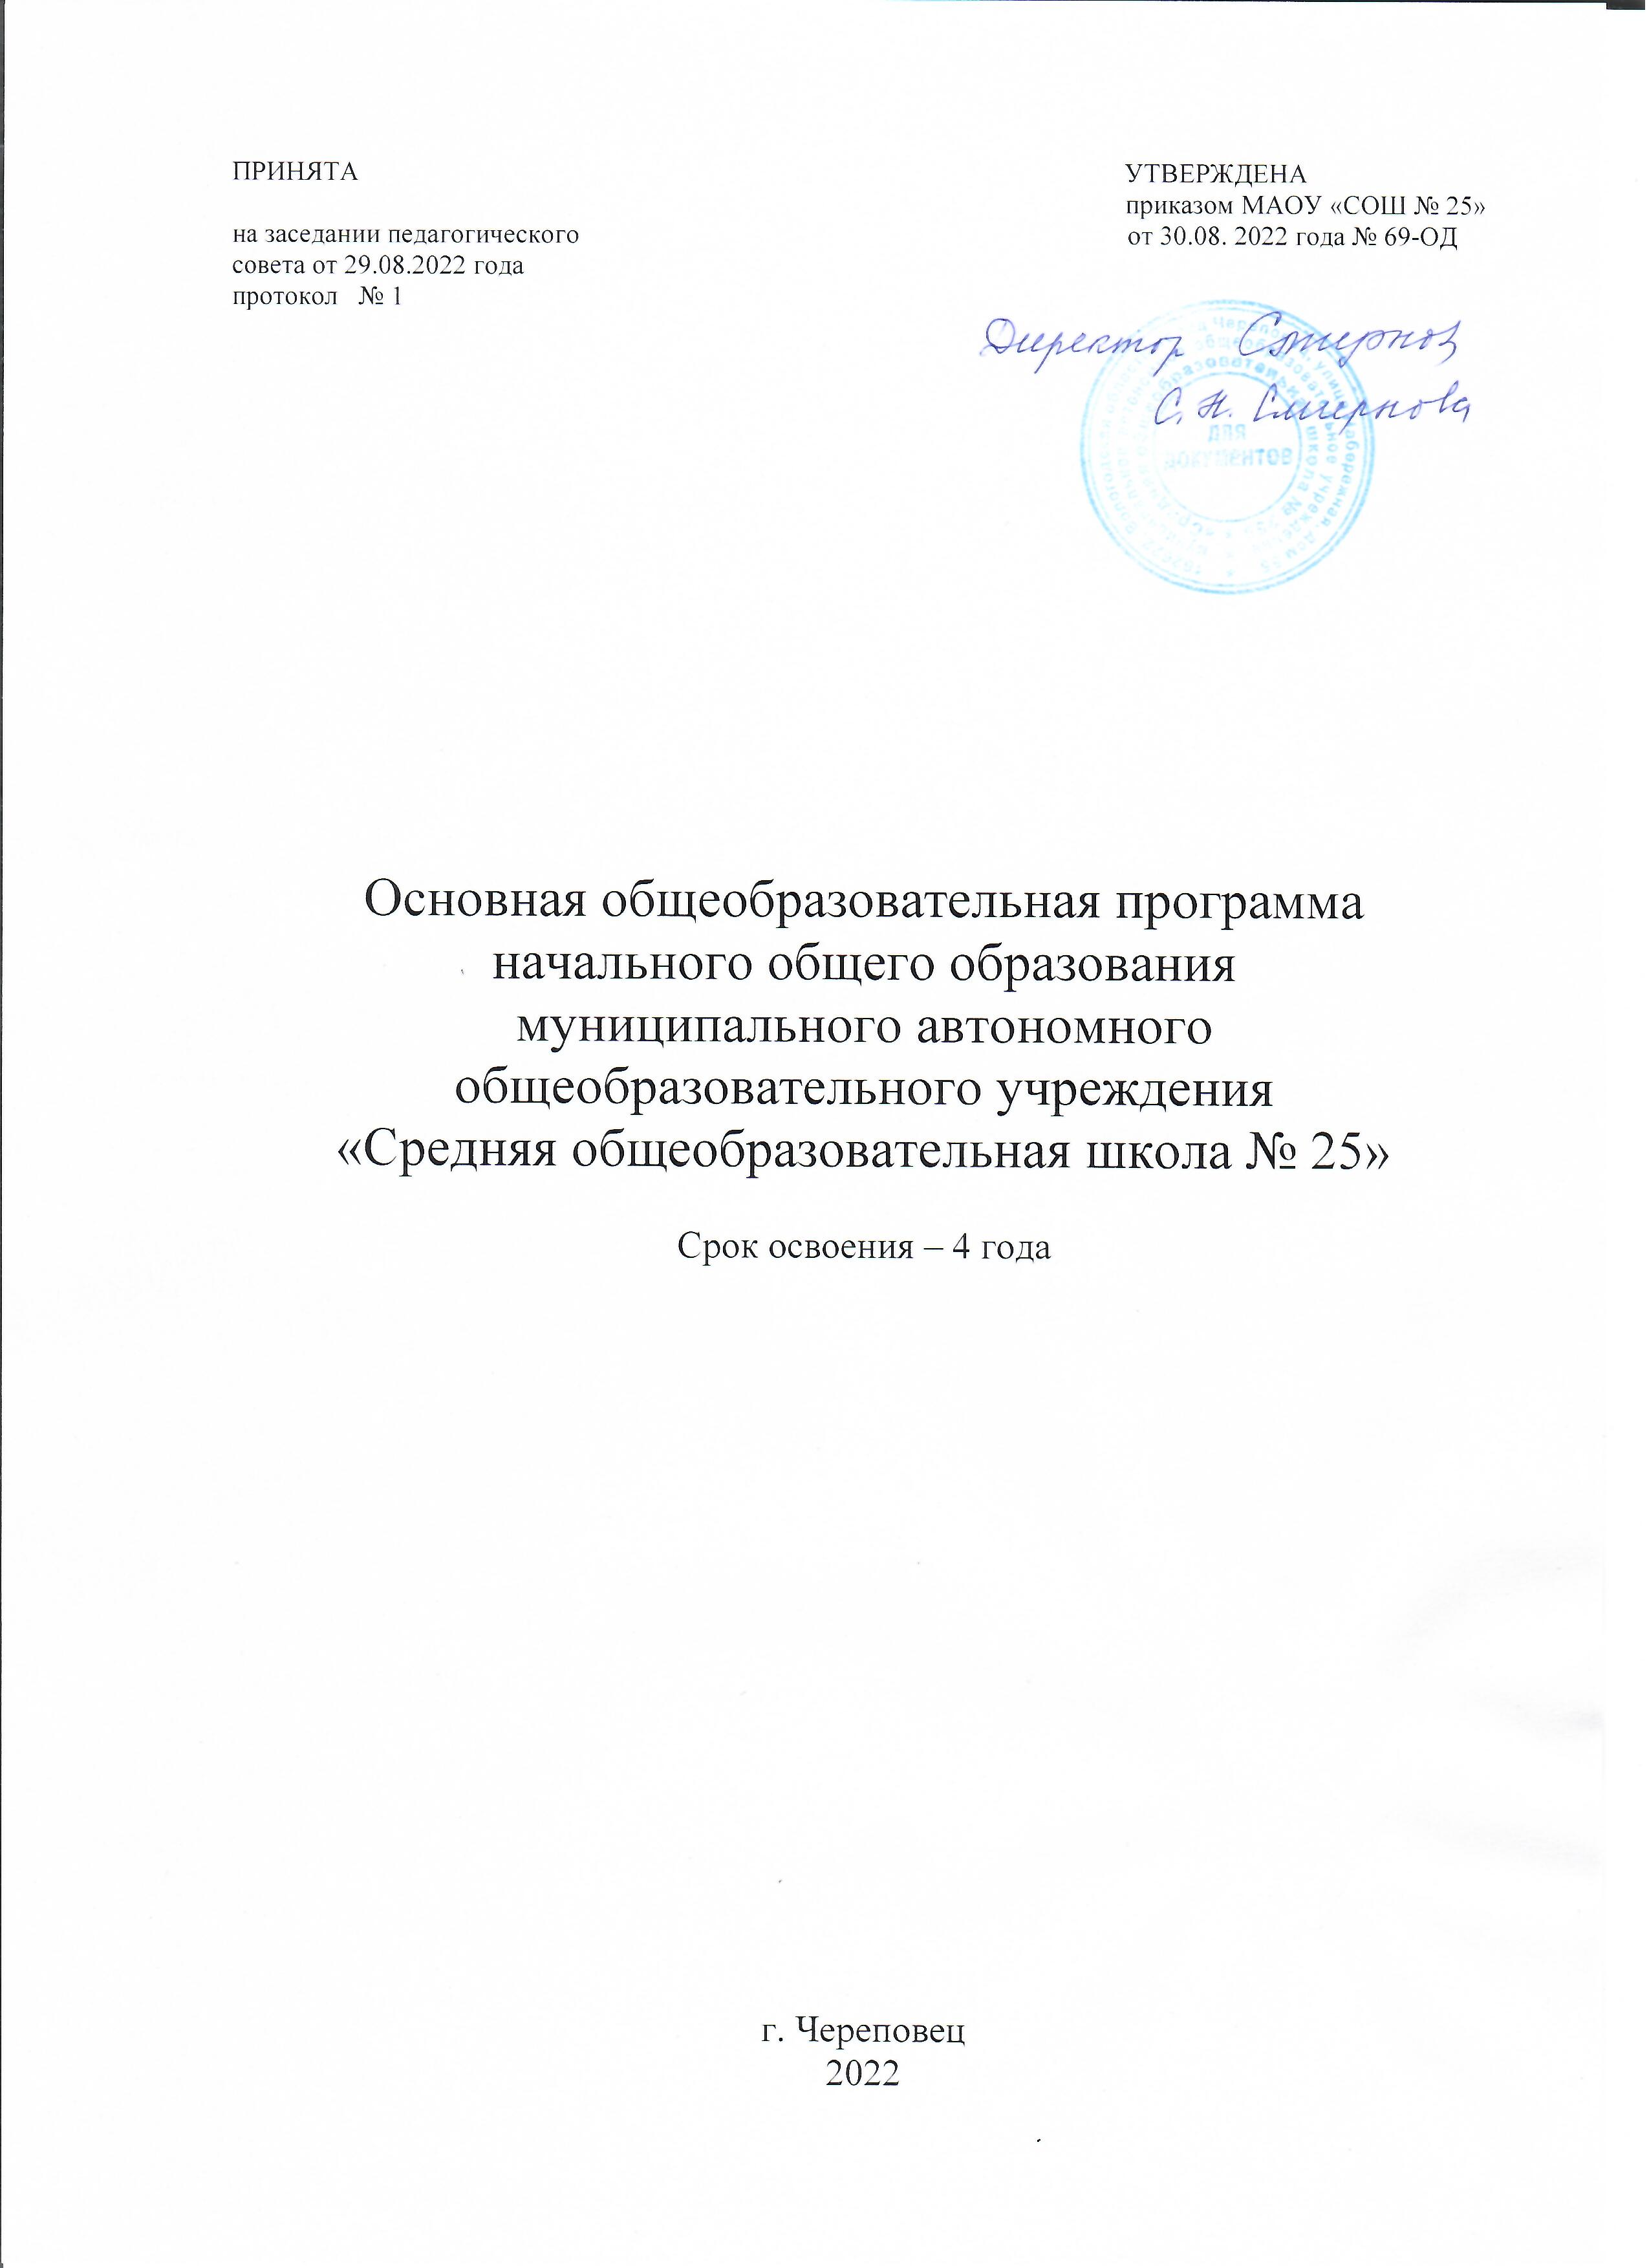 ПРИНЯТА
на заседании педагогического
совета от 29.08.2022 года
протокол № 1
УТВЕРЖДЕНА
приказом МАОУ «СОШ № 25»
от 30.08. 2022 года № 69-ОД
Директор Смирнов
С.Н. Смирнова
для
документов
Основная общеобразовательная программа
начального общего образования
муниципального автономного
общеобразовательного учреждения
«Средняя общеобразовательная школа № 25»
Срок освоения – 4 года
г. Череповец
2022